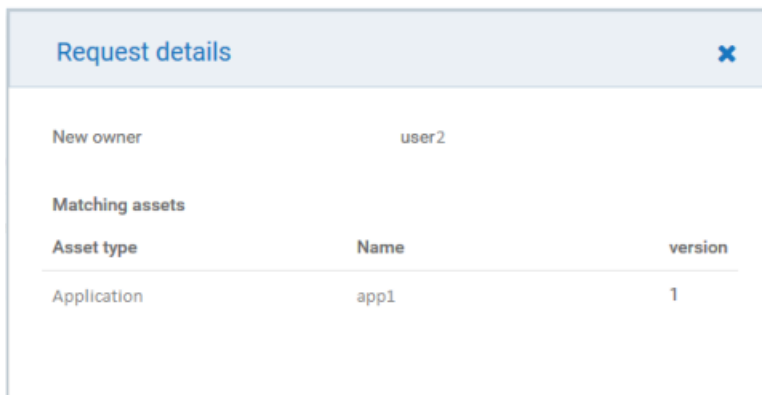 Request details
New owner user2
Matching assets
Asset type Name version
Application app1 1